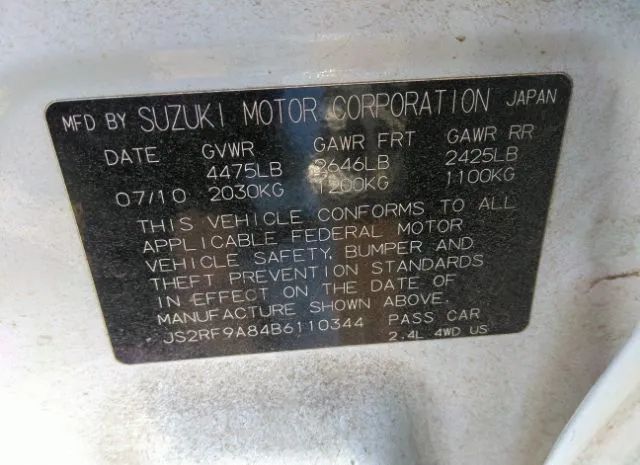 MFD BY SUZUKI MOTOR CORPORATION JAPAN
DATE GVWR GAWR FRT GAWR RR
4475LB 2646LB 2425LB
07/10 2030KG 1200KG 1100KG
THIS VEHICLE CONFORMS TO ALL
APPLICABLE FEDERAL MOTOR
VEHICLE SAFETY, BUMPER AND
THEFT PREVENTION STANDARDS
IN EFFECT ON THE DATE OF
MANUFACTURE SHOWN ABOVE.
JS2RF9A84B6110344 PASS CAR
2.4L 4WD US